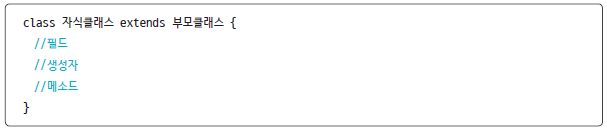 class 자식클래스 extends 부모클래스 {
//필드
//생성자
//메소드
}